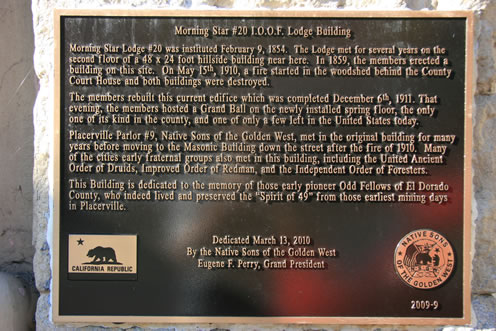 Morning Star #20 I.O.O.F. Lodge Building
Morning Star Lodge #20 was instituted February 9, 1854. The Lodge met for several years on the
second floor of a 48 x 24 foot hillside building near here. In 1859, the members erected a
building on this site. On May 15th, 1910, a fire started in the woodshed behind the County
Court House and both buildings were destroyed.
The members rebuilt this current edifice which was completed December 6th, 1911. That
evening, the members hosted a Grand Ball on the newly installed spring floor, the only
one of its kind in the county, and one of only a few left in the United States today.
Placerville Parlor #9, Native Sons of the Golden West, met in the original building for many
years before moving to the Masonic Building down the street after the fire of 1910. Many
of the cities early fraternal groups also met in this building, including the United Ancient
Order of Druids, Improved Order of Redman, and the Independent Order of Foresters.
This Building is dedicated to the memory of those early pioneer Odd Fellows of El Dorado
County, who indeed lived and preserved the "Spirit of 49" from those earliest mining days
in Placerville.
Dedicated March 13, 2010
By the Native Sons of the Golden West
Eugene F. Perry, Grand President
CALIFORNIA REPUBLIC
NATIVE SONS
OF THE GOLDEN WEST
2009-9